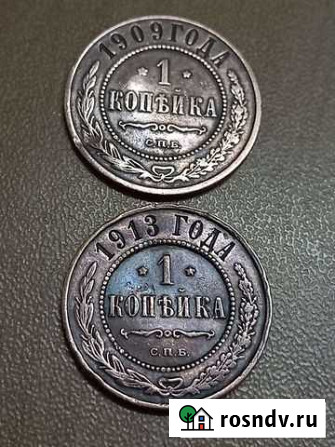 1909 ГОДА
* 1 *
КОПѢЙКА
С.П.Б.
1913 ГОДА
* 1 *
КОПѢЙКА
С.П.Б.
rosndv.ru